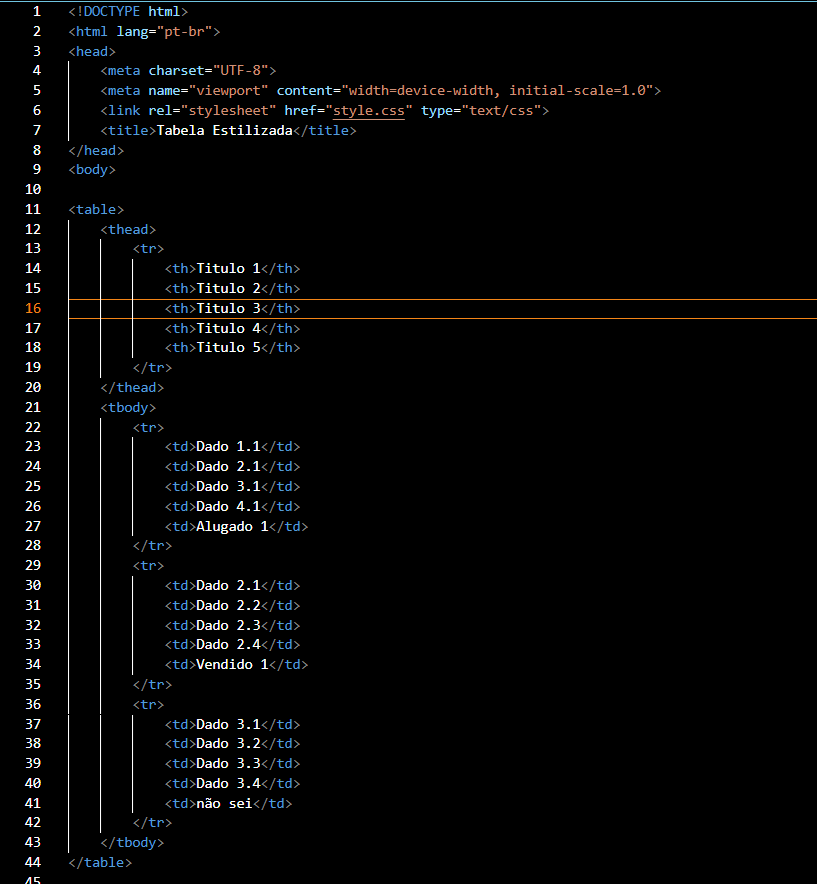 1 <!DOCTYPE html>
2 <html lang="pt-br">
3 <head>
4     <meta charset="UTF-8">
5     <meta name="viewport" content="width=device-width, initial-scale=1.0">
6     <link rel="stylesheet" href="style.css" type="text/css">
7     <title>Tabela Estilizada</title>
8 </head>
9 <body>
10
11 <table>
12     <thead>
13         <tr>
14             <th>Titulo 1</th>
15             <th>Titulo 2</th>
16             <th>Titulo 3</th>
17             <th>Titulo 4</th>
18             <th>Titulo 5</th>
19         </tr>
20     </thead>
21     <tbody>
22         <tr>
23             <td>Dado 1.1</td>
24             <td>Dado 2.1</td>
25             <td>Dado 3.1</td>
26             <td>Dado 4.1</td>
27             <td>Alugado 1</td>
28         </tr>
29         <tr>
30             <td>Dado 2.1</td>
31             <td>Dado 2.2</td>
32             <td>Dado 2.3</td>
33             <td>Dado 2.4</td>
34             <td>Vendido 1</td>
35         </tr>
36         <tr>
37             <td>Dado 3.1</td>
38             <td>Dado 3.2</td>
39             <td>Dado 3.3</td>
40             <td>Dado 3.4</td>
41             <td>não sei</td>
42         </tr>
43     </tbody>
44 </table>
45